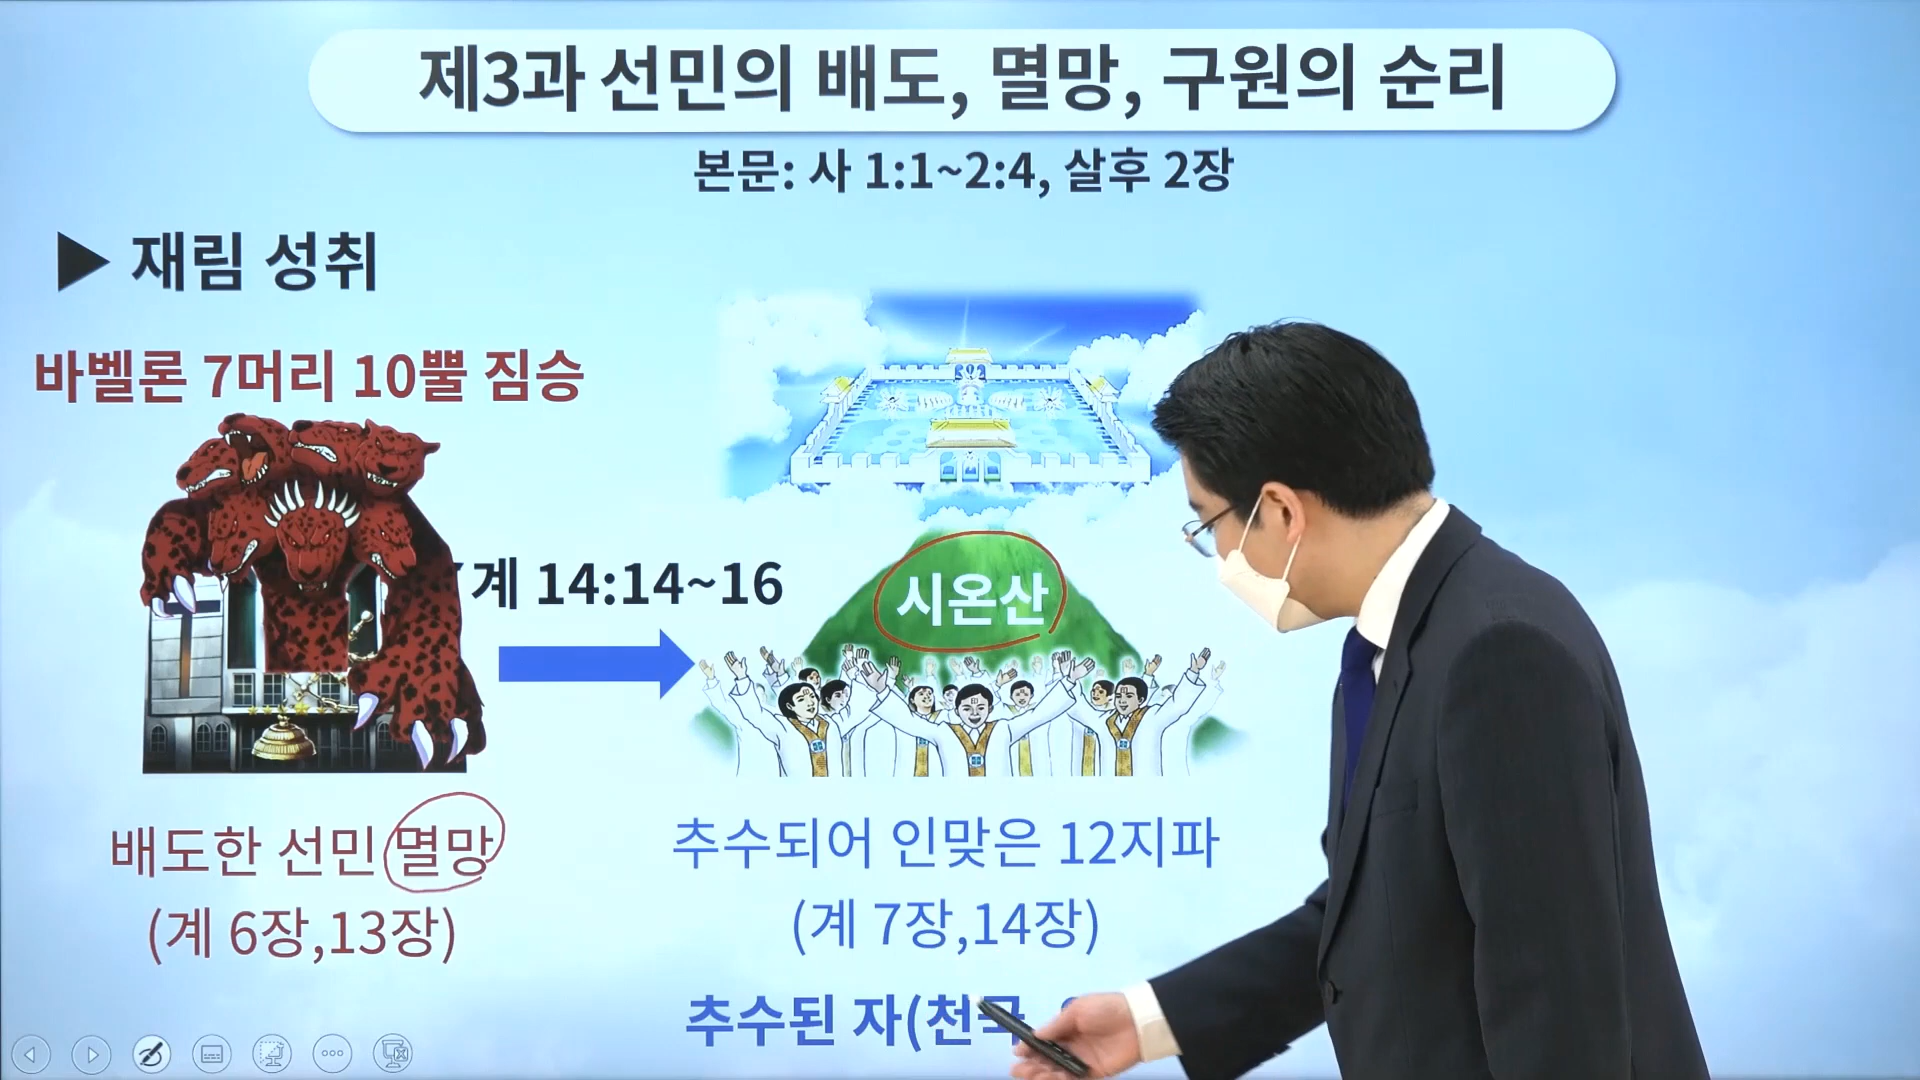 제3과 선민의 배도, 멸망, 구원의 순리
본문: 사 1:1~2:4, 살후 2장
▶ 재림 성취
바벨론 7머리 10뿔 짐승
계 14:14~16
시온산
배도한 선민 멸망
(계 6장,13장)
추수되어 인맞은 12지파
(계 7장,14장)
추수된 자(천국